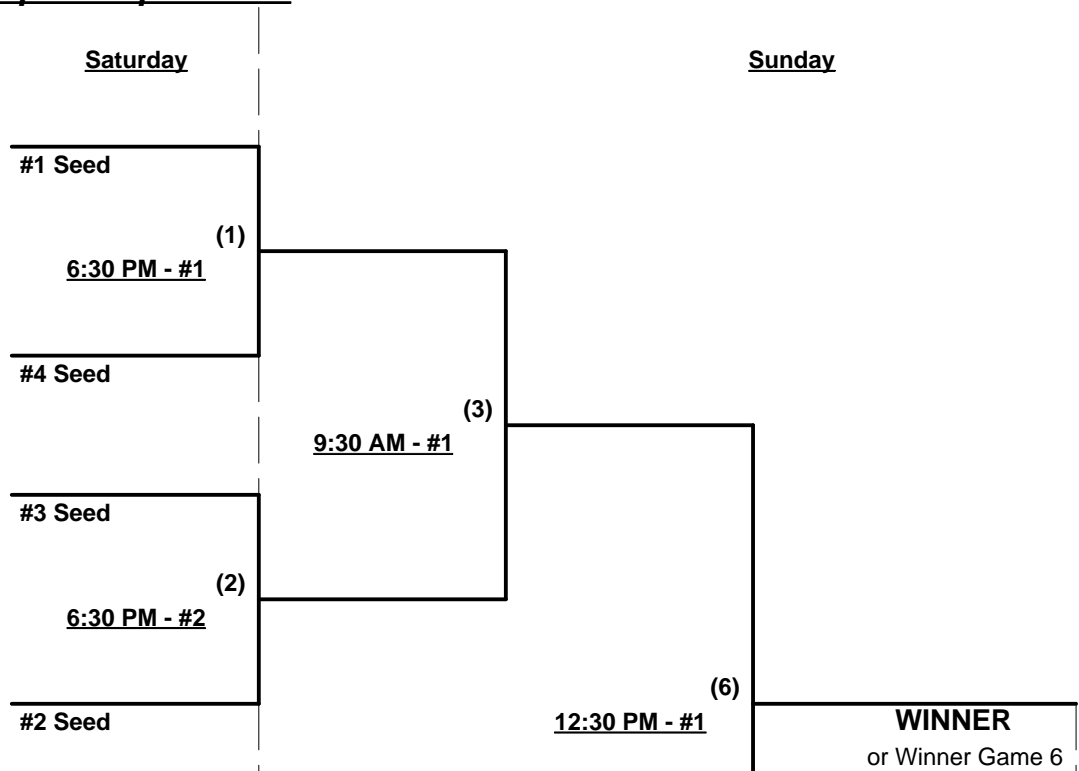 Saturday
Sunday
#1 Seed
(1)
6:30 PM - #1
#4 Seed
(3)
9:30 AM - #1
#3 Seed
(2)
6:30 PM - #2
(6)
#2 Seed
12:30 PM - #1
WINNER
or Winner Game 6